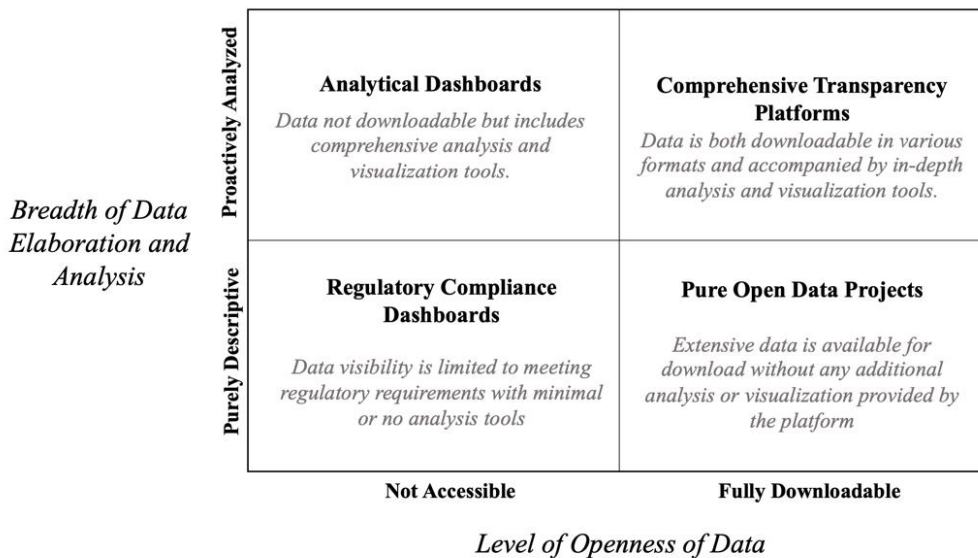 Proactively Analyzed
Analytical Dashboards
Data not downloadable but includes
comprehensive analysis and
visualization tools.
Comprehensive Transparency
Platforms
Data is both downloadable in various
formats and accompanied by in-depth
analysis and visualization tools.
Breadth of Data
Elaboration and
Analysis
Purely Descriptive
Regulatory Compliance
Dashboards
Data visibility is limited to meeting
regulatory requirements with minimal
or no analysis tools
Pure Open Data Projects
Extensive data is available for
download without any additional
analysis or visualization provided by
the platform
Not Accessible
Fully Downloadable
Level of Openness of Data